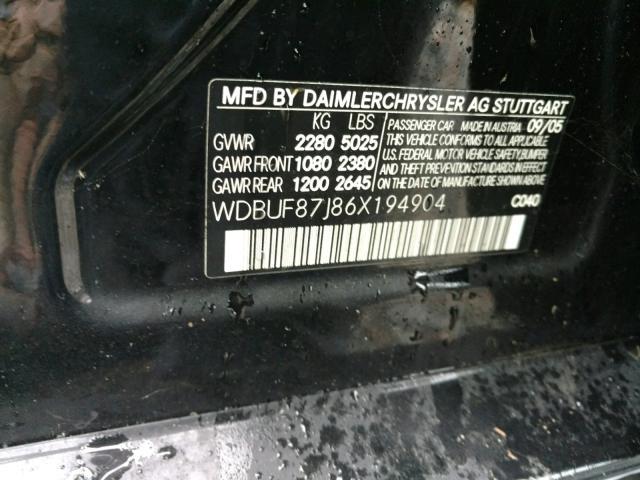 MFD BY DAIMLERCHRYSLER AG STUTTGART
KG LBS
GVWR 2280 5025
GAWR FRONT 1080 2380
GAWR REAR 1200 2645
PASSENGER CAR MADE IN AUSTRIA 09/05
THIS VEHICLE CONFORMS TO ALL APPLICABLE
U.S. FEDERAL MOTOR VEHICLE SAFETY, BUMPER
AND THEFT PREVENTION STANDARDS IN EFFECT
ON THE DATE OF MANUFACTURE SHOWN ABOVE.
WDBUF87J86X194904
C040